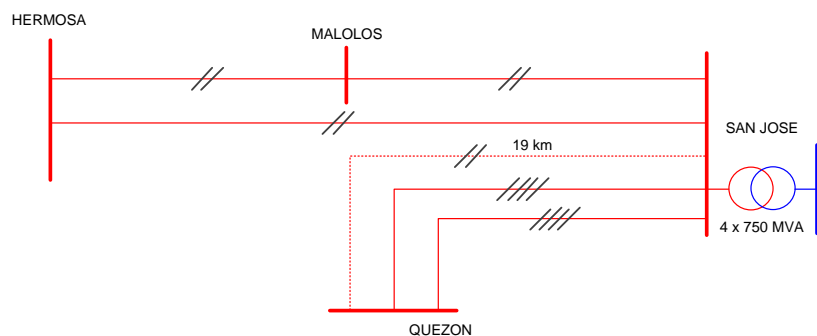 HERMOSA
MALOLOS
SAN JOSE
19 km
4 x 750 MVA
QUEZON